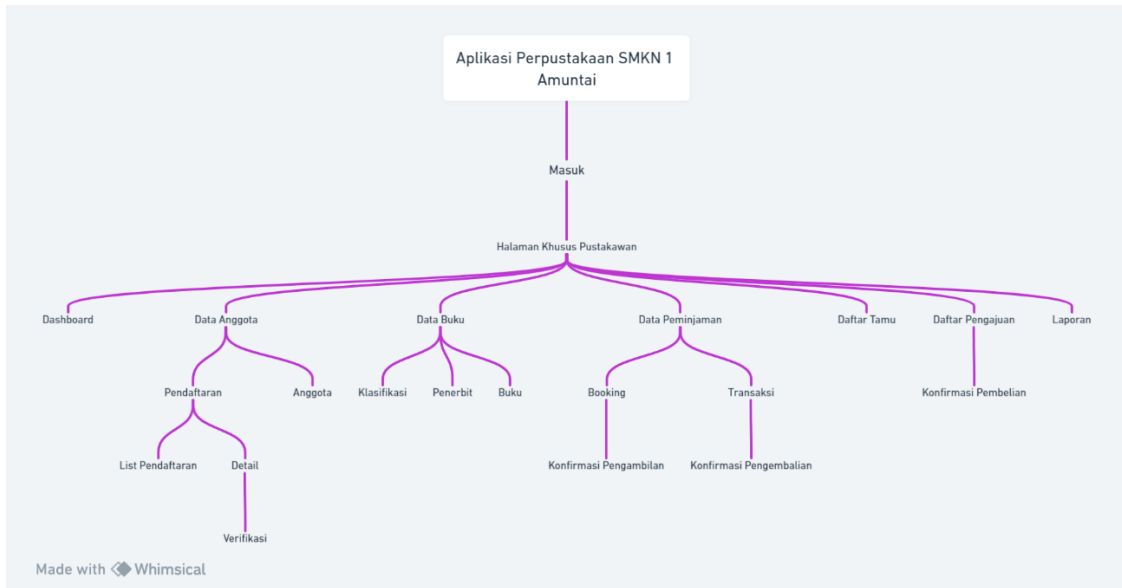 Aplikasi Perpustakaan SMKN 1
Amuntai
Masuk
Halaman Khusus Pustakawan
Dashboard
Data Anggota
Data Buku
Data Peminjaman
Daftar Tamu
Daftar Pengajuan
Laporan
Pendaftaran
Anggota
Klasifikasi
Penerbit
Buku
Booking
Transaksi
Konfirmasi Pembelian
List Pendaftaran
Detail
Konfirmasi Pengambilan
Konfirmasi Pengembalian
Verifikasi
Made with Whimsical